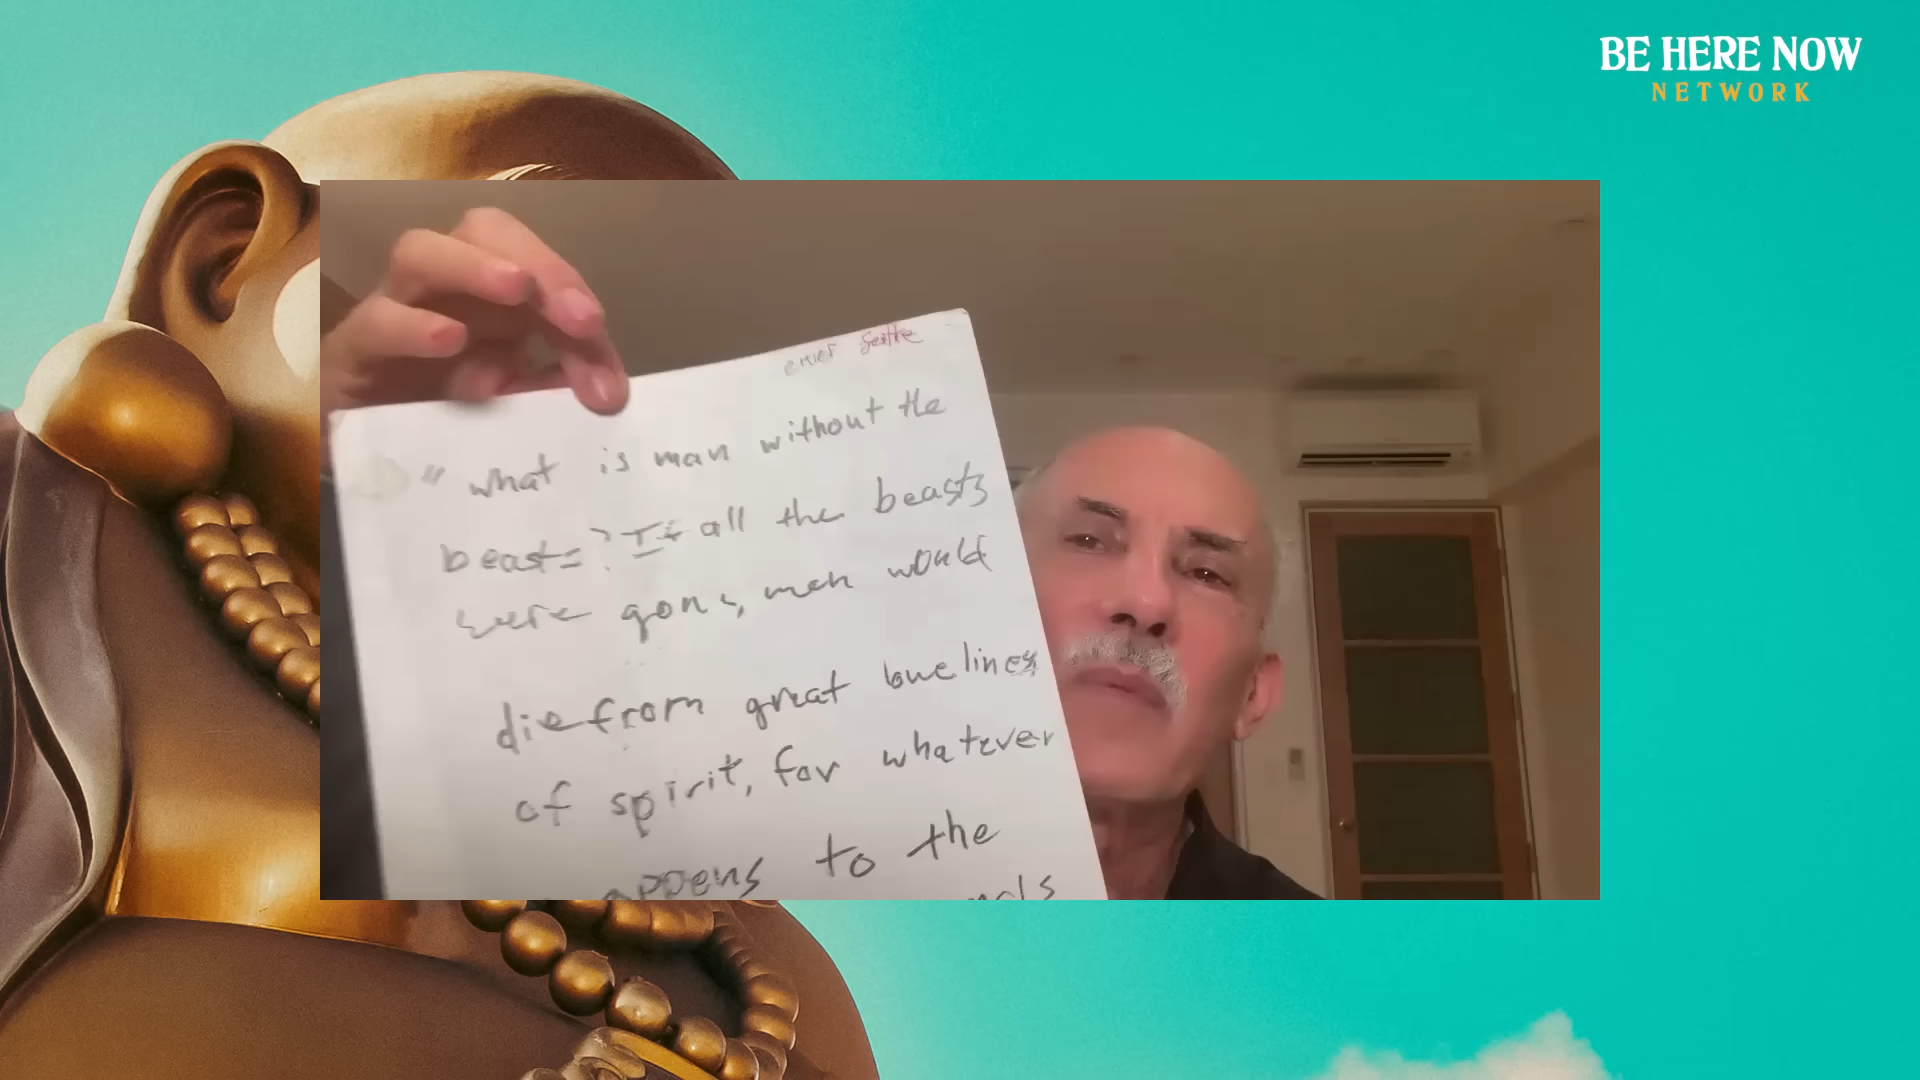 BE HERE NOW
NETWORK
chief Seattle
"What is man without the
beasts? If all the beasts
were gone, men would
die from great loneliness
of spirit, for whatever
happens to the